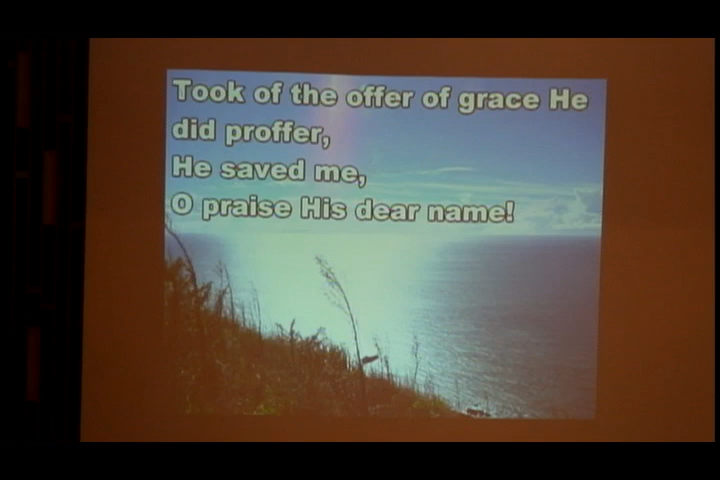 Took of the offer of grace He
did proffer,
He saved me,
O praise His dear name!